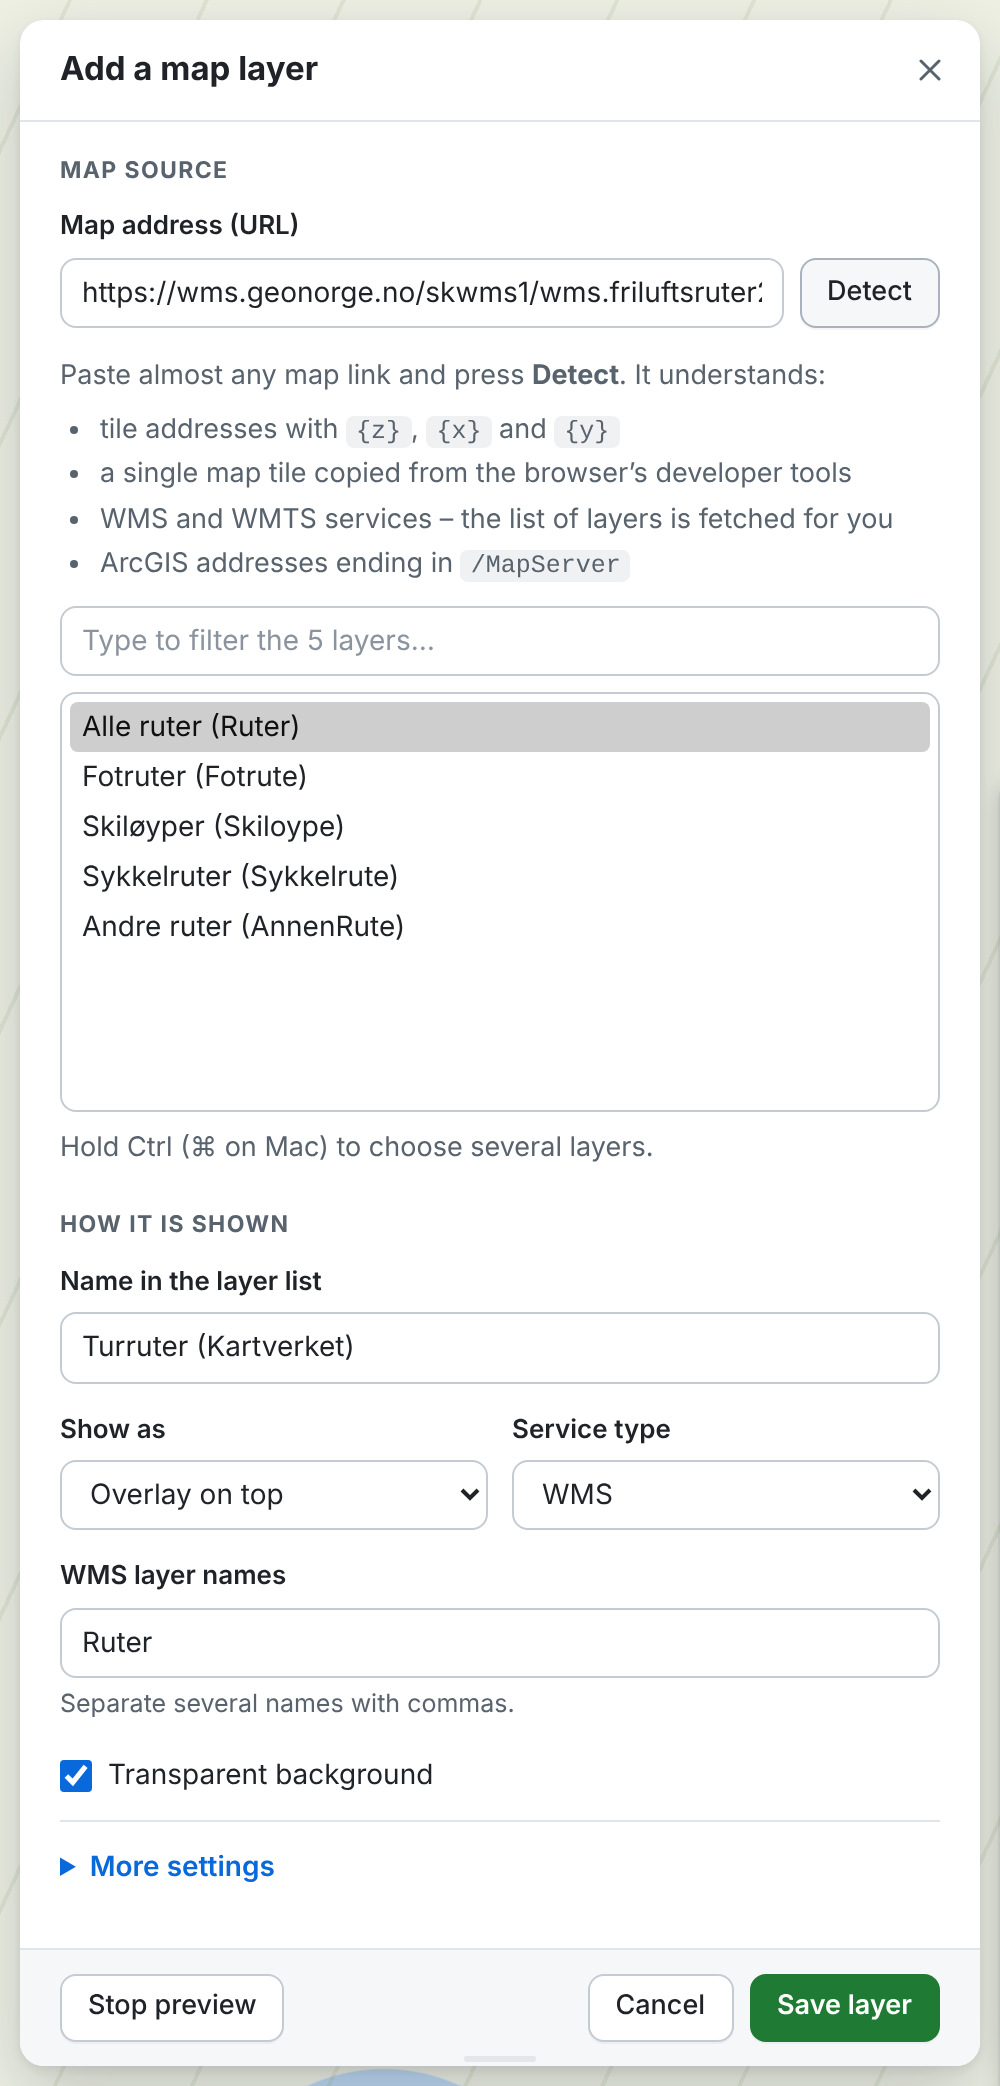 Add a map layer
MAP SOURCE
Map address (URL)
https://wms.geonorge.no/skwms1/wms.friluftsruter
Detect
Paste almost any map link and press Detect. It understands:
• tile addresses with {z}, {x} and {y}
• a single map tile copied from the browser’s developer tools
• WMS and WMTS services – the list of layers is fetched for you
• ArcGIS addresses ending in /MapServer
Type to filter the 5 layers...
Alle ruter (Ruter)
Fotruter (Fotrute)
Skiløyper (Skiloype)
Sykkelruter (Sykkelrute)
Andre ruter (AnnenRute)
Hold Ctrl (⌘ on Mac) to choose several layers.
HOW IT IS SHOWN
Name in the layer list
Turruter (Kartverket)
Show as
Service type
Overlay on top
WMS
WMS layer names
Ruter
Separate several names with commas.
Transparent background
More settings
Stop preview
Cancel
Save layer